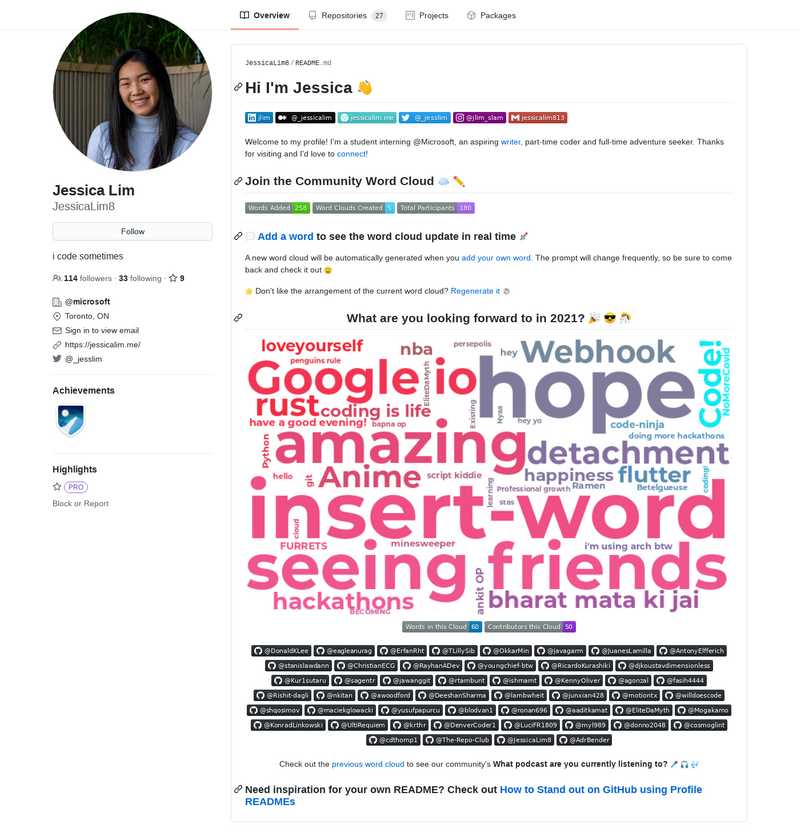 Overview Repositories 27 Projects Packages
Jessica Lim
JessicaLim8
Follow
i code sometimes
114 followers · 33 following · 9
@microsoft
Toronto, ON
Sign in to view email
https://jessicalim.me/
@_jesslim
Achievements
Highlights
PRO
Block or Report
JessicaLim8 / README.md
Hi I'm Jessica 👋
jlim @_jessicalim jessicalim.me @_jesslim @jlim_slam jessicalim813
Welcome to my profile! I'm a student interning @Microsoft, an aspiring writer, part-time coder and full-time adventure seeker. Thanks
for visiting and I'd love to connect!
Join the Community Word Cloud ☁️ ✏️
Words Added 258 Word Clouds Created 5 Total Participants 180
Add a word to see the word cloud update in real time 🚀
A new word cloud will be automatically generated when you add your own word. The prompt will change frequently, so be sure to come
back and check it out 😄
⭐ Don't like the arrangement of the current word cloud? Regenerate it 🎲
What are you looking forward to in 2021?
loveyourself
nba
persepolis
hey
Webhook
Code!
NoMoreCovid
penguins rule
Google io
EliteDaMyth
hope
rust
coding is life
Existing
Nyaa
have a good evening!
bapna op
hey yo
code-ninja
doing more hackathons
Python
amazing
detachment
hello
git
Anime
script kiddie
learning
happiness
flutter
coding!
Professional growth
Ramen
Betelgueuse
stas
insert-word
cloud
FURRETS
minesweeper
i'm using arch btw
seeing friends
hackathons
BECOMING
ankit OP
bharat mata ki jai
Words in this Cloud 60 Contributors this Cloud 50
@DonaldKLee @eagleanurag @ErfanRht @TLillySib @OkkarMin @javagarm @JuanesLamilla @AntonyEfferich
@stanislawdann @ChristianECG @RayhanADev @youngchief-btw @RicardoKurashiki @djkoustavdimensionless
@Kur1sutaru @sagentr @jawanggit @rtambunt @ishmamt @KennyOliver @agonzal @fasih4444
@Rishit-dagli @nkitan @awoodford @DeeshanSharma @lambwheit @junxian428 @motiontx @willdoescode
@shqosimov @maciekglowacki @yusufpapurcu @blodvan1 @ronan696 @aaditkamat @EliteDaMyth @Mogakamo
@KonradLinkowski @UltiRequiem @krthr @DenverCoder1 @LuciFR1809 @myf989 @donno2048 @cosmoglint
@cdthomp1 @The-Repo-Club @JessicaLim8 @AdrBender
Check out the previous word cloud to see our community's What podcast are you currently listening to?
Need inspiration for your own README? Check out How to Stand out on GitHub using Profile
READMEs